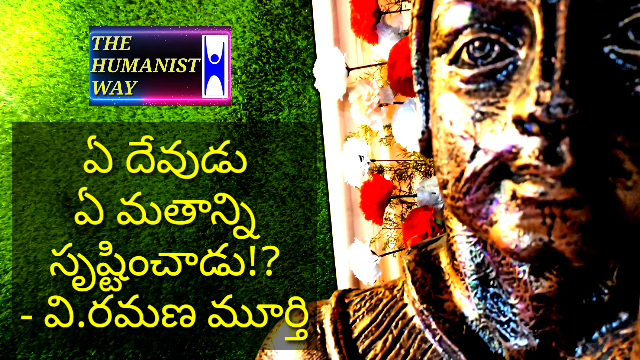 THE
HUMANIST
WAY
ఏ దేవుడు
ఏ మతాన్ని
సృష్టించాడు!?
- వి.రమణ మూర్తి